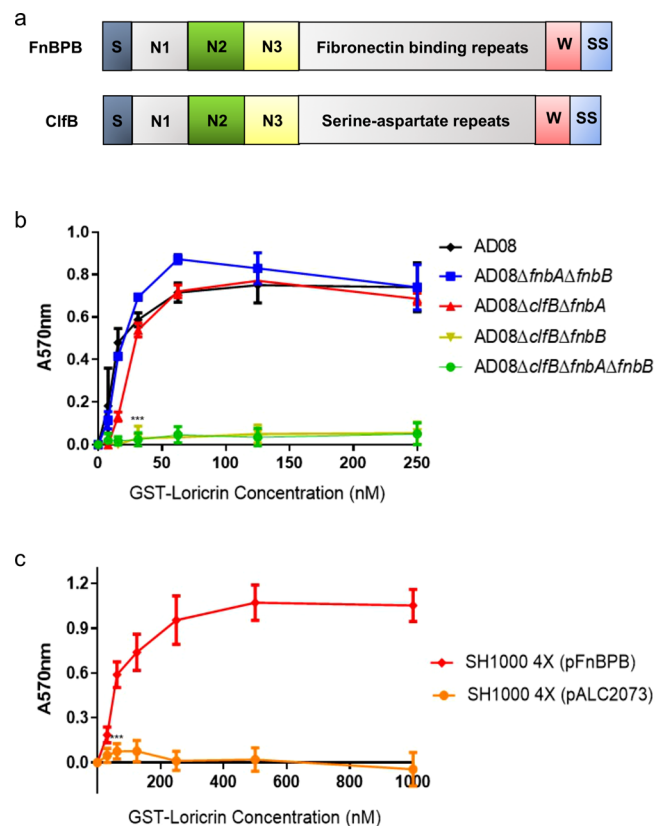 a
FnBPB S N1 N2 N3 Fibronectin binding repeats W SS
ClfB S N1 N2 N3 Serine-aspartate repeats W SS
b
1.0
0.8
0.6
0.4
0.2
0.0
A570nm
***
0 50 100 150 200 250
GST-Loricrin Concentration (nM)
AD08
AD08ΔfnbAΔfnbB
AD08ΔclfBΔfnbA
AD08ΔclfBΔfnbB
AD08ΔclfBΔfnbAΔfnbB
c
1.2
0.9
0.6
0.3
0.0
A570nm
***
200 400 600 800 1000
GST-Loricrin Concentration (nM)
SH1000 4X (pFnBPB)
SH1000 4X (pALC2073)